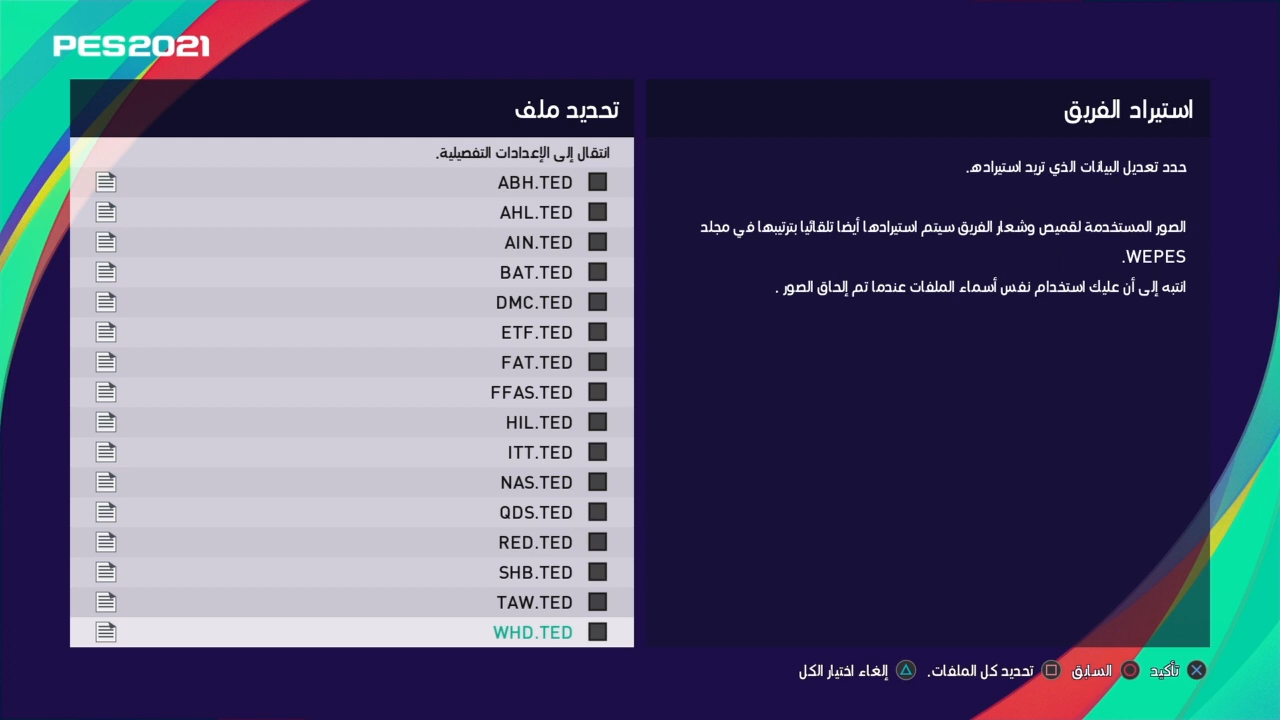 PES2021
استيراد الفريق
حدد تعديل البيانات الذي تريد استيرادها.
الصور المستخدمة لقميص وشعار الفريق سيتم استيرادها أيضا تلقائيا بترتيبها في مجلد
WEPES.
انتبه إلى أن عليك استخدام نفس أسماء الملفات عندما تم إلحاق الصور .
تحديد ملف
انتقال إلى الإعدادات التفصيلية.
ABH.TED
AHL.TED
AIN.TED
BAT.TED
DMC.TED
ETF.TED
FAT.TED
FFAS.TED
HIL.TED
ITT.TED
NAS.TED
QDS.TED
RED.TED
SHB.TED
TAW.TED
WHD.TED
تأكيد السابق تحديد كل الملفات. إلغاء اختيار الكل